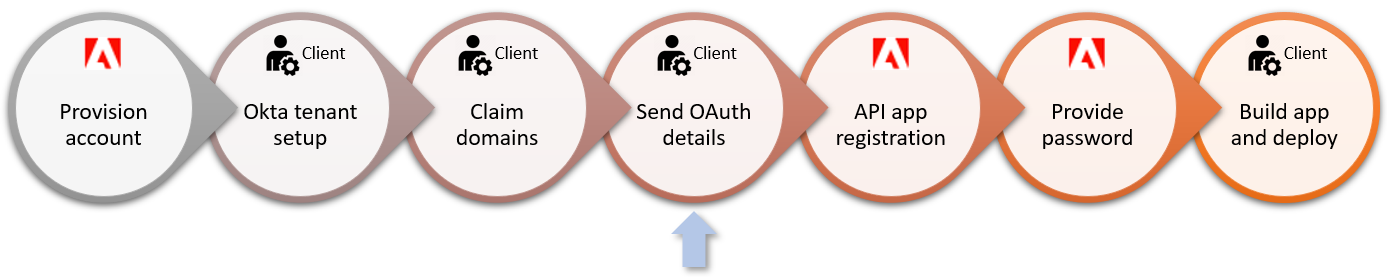 Provision
account
Client
Okta tenant
setup
Client
Claim
domains
Client
Send OAuth
details
API app
registration
Provide
password
Client
Build app
and deploy